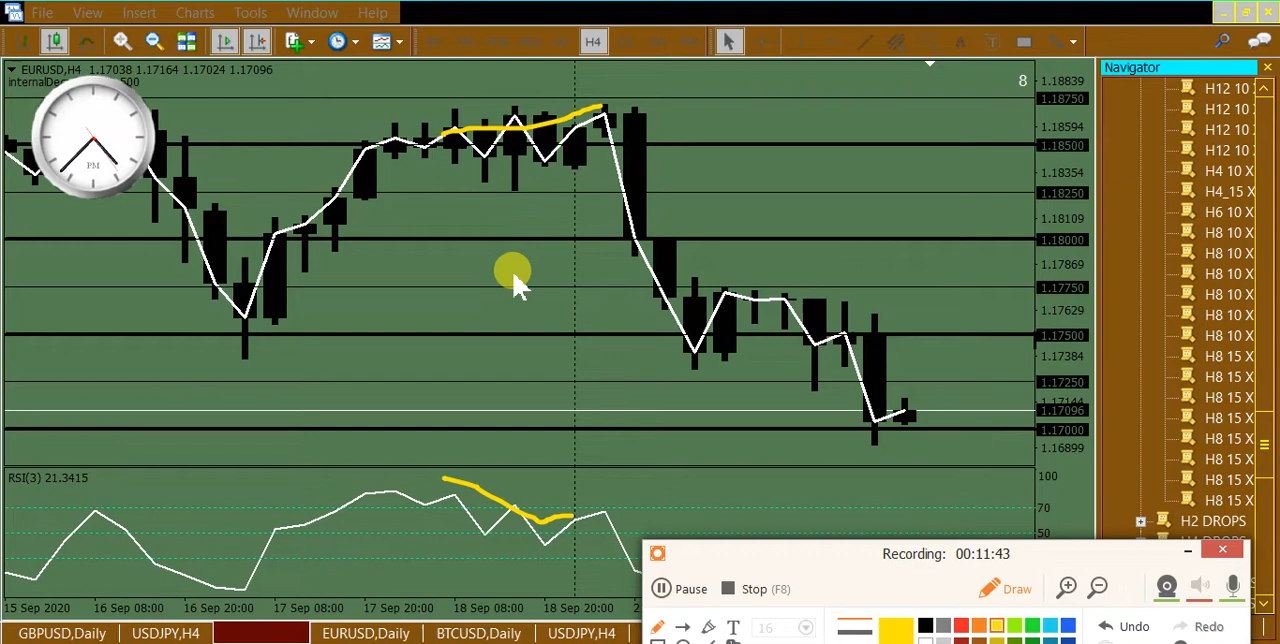 File View Insert Charts Tools Window Help
H4
EURUSD,H4 1.17038 1.17164 1.17024 1.17096
8
PM
1.18839
1.18750
1.18594
1.18500
1.18354
1.18250
1.18109
1.18000
1.17869
1.17750
1.17629
1.17500
1.17384
1.17250
1.17144
1.17096
1.17000
1.16899
RSI(3) 21.3415
100
70
50
15 Sep 2020 16 Sep 08:00 16 Sep 20:00 17 Sep 08:00 17 Sep 20:00 18 Sep 08:00 18 Sep 20:00
GBPUSD,Daily USDJPY,H4 EURUSD,Daily BTCUSD,Daily USDJPY,H4
Navigator
H12 10
H12 10
H12 10
H12 10
H4 10 X
H4_15 X
H6 10 X
H8 10 X
H8 10 X
H8 10 X
H8 10 X
H8 10 X
H8 10 X
H8 15 X
H8 15 X
H8 15 X
H8 15 X
H8 15 X
H8 15 X
H8 15 X
H8 15 X
H2 DROPS
Recording: 00:11:43
Pause Stop (F8) Draw
T 16 Undo Redo